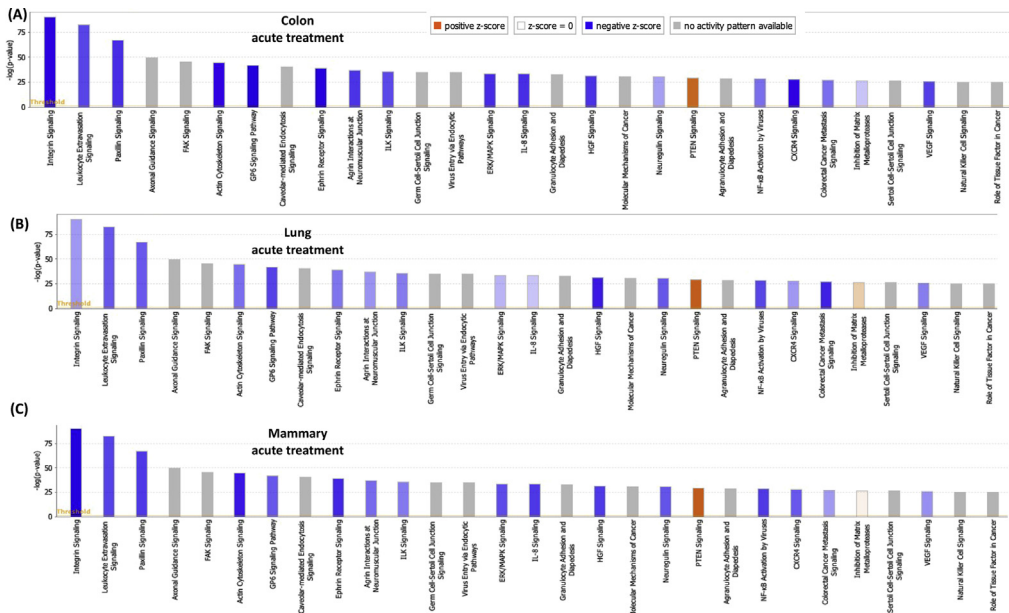 (A)
Colon
acute treatment
positive z-score
z-score = 0
negative z-score
no activity pattern available
-log(p-value)
75
50
25
0
Threshold
Integrin Signaling
Leukocyte Extravasation
Signaling
Paxillin Signaling
Axonal Guidance Signaling
FAK Signaling
Actin Cytoskeleton Signaling
GP6 Signaling Pathway
Caveolar-mediated Endocytosis
Signaling
Ephrin Receptor Signaling
Agrin Interactions at
Neuromuscular Junction
ILK Signaling
Germ Cell-Sertoli Cell Junction
Signaling
Virus Entry via Endocytic
Pathways
ERK/MAPK Signaling
IL-8 Signaling
Granulocyte Adhesion and
Diapedesis
HGF Signaling
Molecular Mechanisms of Cancer
Neuregulin Signaling
PTEN Signaling
Agranulocyte Adhesion and
Diapedesis
NF-κB Activation by Viruses
CXCR4 Signaling
Colorectal Cancer Metastasis
Signaling
Inhibition of Matrix
Metalloproteases
Sertoli Cell-Sertoli Cell Junction
Signaling
VEGF Signaling
Natural Killer Cell Signaling
Role of Tissue Factor in Cancer
(B)
Lung
acute treatment
-log(p-value)
75
50
25
0
Threshold
Integrin Signaling
Leukocyte Extravasation
Signaling
Paxillin Signaling
Axonal Guidance Signaling
FAK Signaling
Actin Cytoskeleton Signaling
GP6 Signaling Pathway
Caveolar-mediated Endocytosis
Signaling
Ephrin Receptor Signaling
Agrin Interactions at
Neuromuscular Junction
ILK Signaling
Germ Cell-Sertoli Cell Junction
Signaling
Virus Entry via Endocytic
Pathways
ERK/MAPK Signaling
IL-8 Signaling
Granulocyte Adhesion and
Diapedesis
HGF Signaling
Molecular Mechanisms of Cancer
Neuregulin Signaling
PTEN Signaling
Agranulocyte Adhesion and
Diapedesis
NF-κB Activation by Viruses
CXCR4 Signaling
Colorectal Cancer Metastasis
Signaling
Inhibition of Matrix
Metalloproteases
Sertoli Cell-Sertoli Cell Junction
Signaling
VEGF Signaling
Natural Killer Cell Signaling
Role of Tissue Factor in Cancer
(C)
Mammary
acute treatment
-log(p-value)
75
50
25
0
Threshold
Integrin Signaling
Leukocyte Extravasation
Signaling
Paxillin Signaling
Axonal Guidance Signaling
FAK Signaling
Actin Cytoskeleton Signaling
GP6 Signaling Pathway
Caveolar-mediated Endocytosis
Signaling
Ephrin Receptor Signaling
Agrin Interactions at
Neuromuscular Junction
ILK Signaling
Germ Cell-Sertoli Cell Junction
Signaling
Virus Entry via Endocytic
Pathways
ERK/MAPK Signaling
IL-8 Signaling
Granulocyte Adhesion and
Diapedesis
HGF Signaling
Molecular Mechanisms of Cancer
Neuregulin Signaling
PTEN Signaling
Agranulocyte Adhesion and
Diapedesis
NF-κB Activation by Viruses
CXCR4 Signaling
Colorectal Cancer Metastasis
Signaling
Inhibition of Matrix
Metalloproteases
Sertoli Cell-Sertoli Cell Junction
Signaling
VEGF Signaling
Natural Killer Cell Signaling
Role of Tissue Factor in Cancer